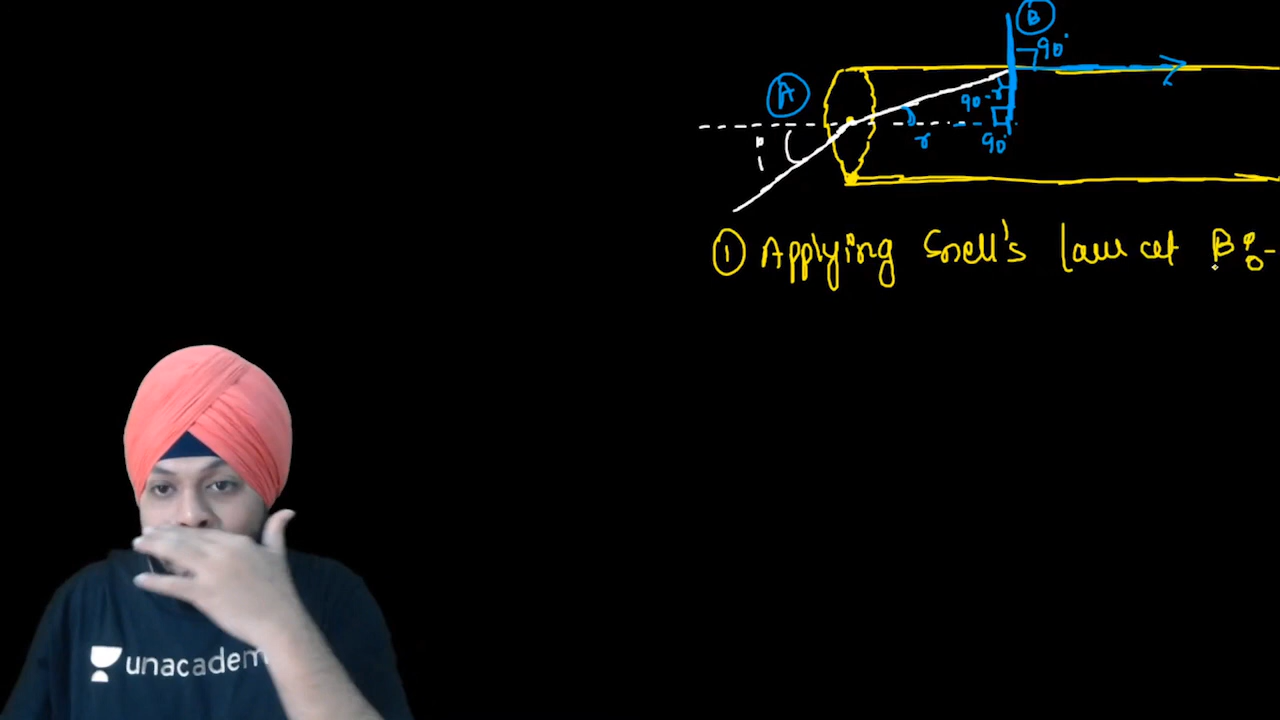 B
90°
A
90-r
r
90°
① Applying Snell's law at B:-
unacadem